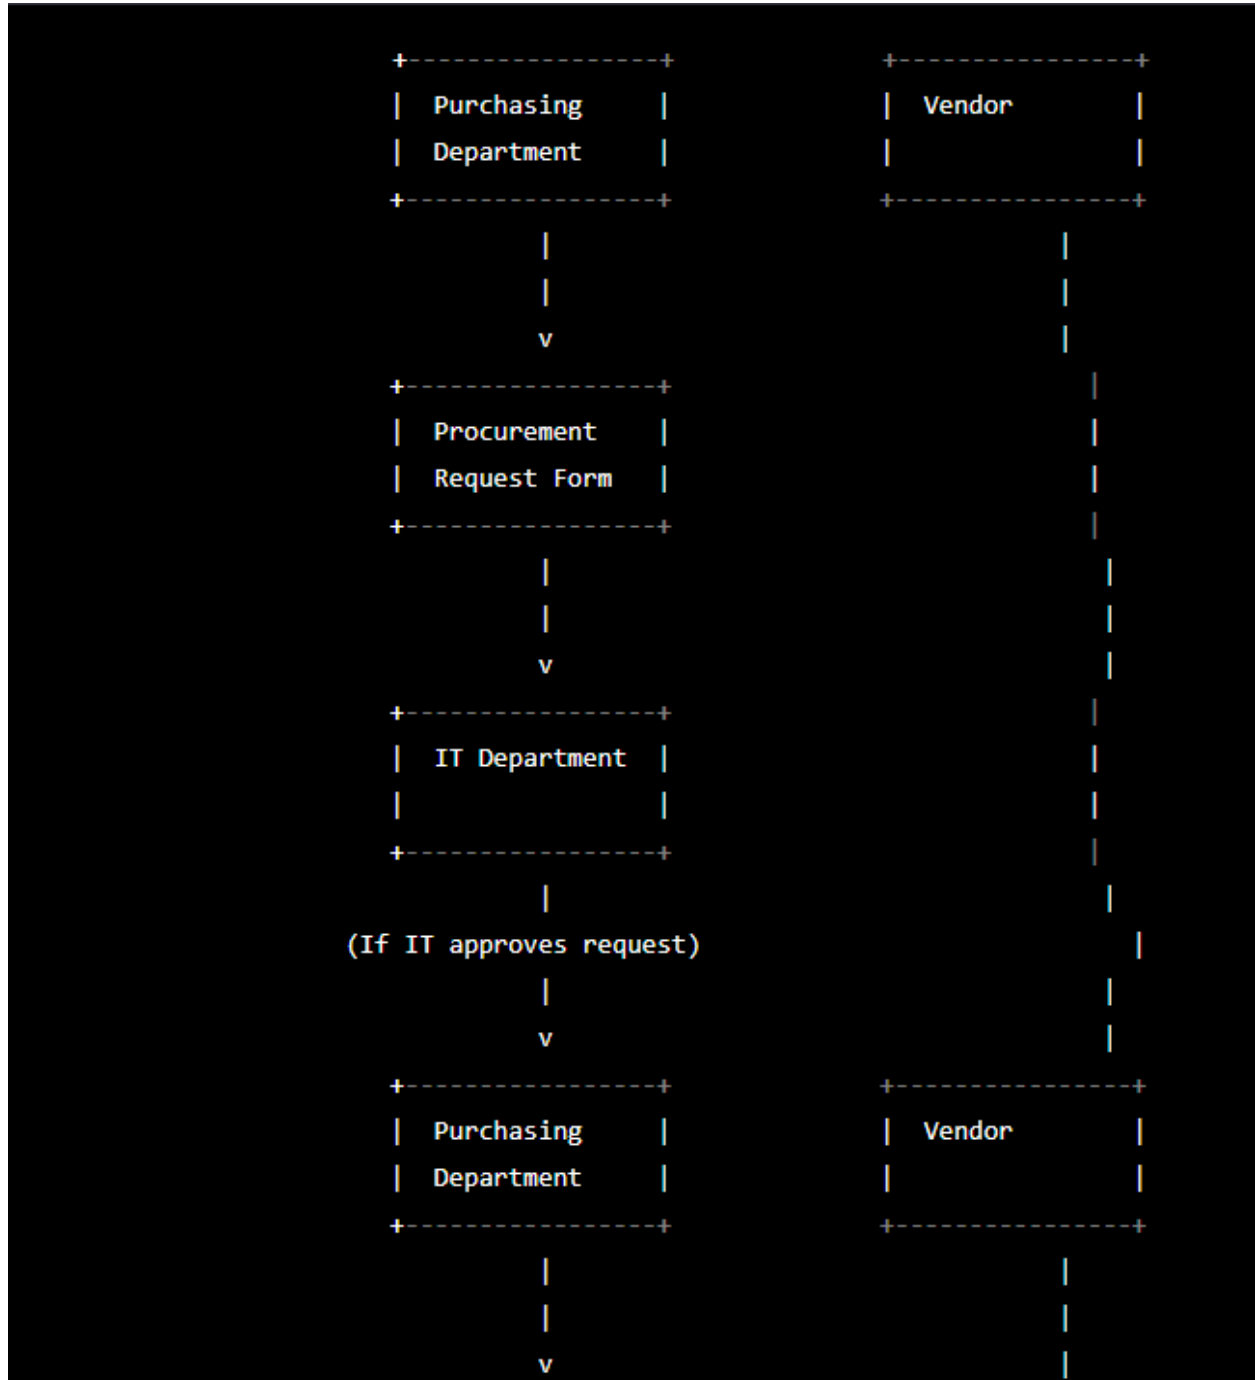 +-----------------+ +----------------+
| Purchasing | | Vendor |
| Department | | |
+-----------------+ +----------------+
| |
| |
v |
+-----------------+ |
| Procurement | |
| Request Form | |
+-----------------+ |
| |
| |
v |
+-----------------+ |
| IT Department | |
| | |
+-----------------+ |
| |
(If IT approves request) |
| |
v |
+-----------------+ +----------------+
| Purchasing | | Vendor |
| Department | | |
+-----------------+ +----------------+
| |
| |
v |